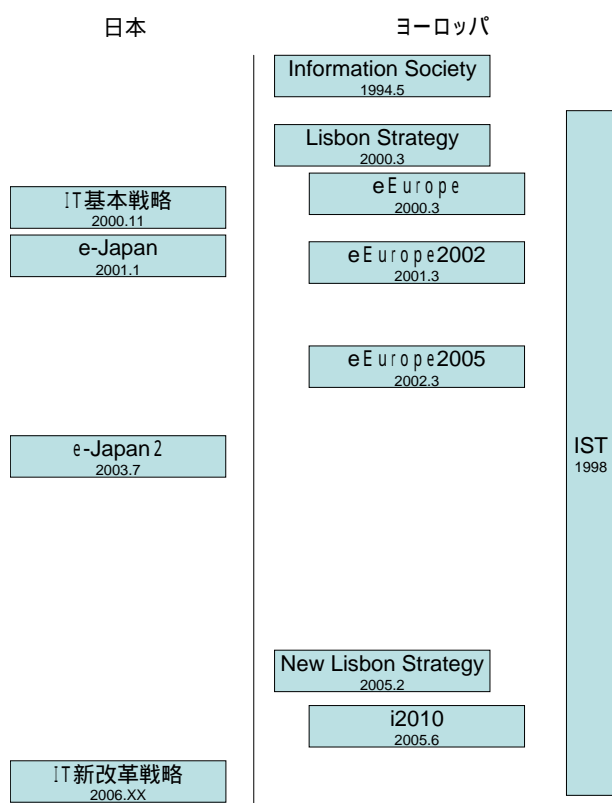 日本
ヨーロッパ
Information Society
1994.5
Lisbon Strategy
2000.3
eEurope
2000.3
IT基本戦略
2000.11
e-Japan
2001.1
eEurope2002
2001.3
eEurope2005
2002.3
e-Japan2
2003.7
IST
1998
New Lisbon Strategy
2005.2
i2010
2005.6
IT新改革戦略
2006.XX